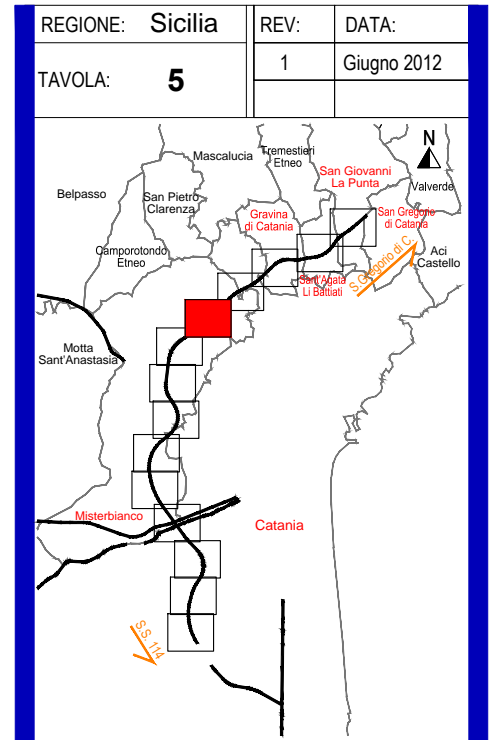 REGIONE: Sicilia
REV:
DATA:
TAVOLA: 5
1
Giugno 2012
N
Mascalucia
Tremestieri
Etneo
San Giovanni
La Punta
Valverde
Belpasso
San Pietro
Clarenza
Gravina
di Catania
San Gregorio
di Catania
Camporotondo
Etneo
Aci
Castello
Sant'Agata
Li Battiati
S.Gregorio di C.
Motta
Sant'Anastasia
Misterbianco
Catania
S.S. 114